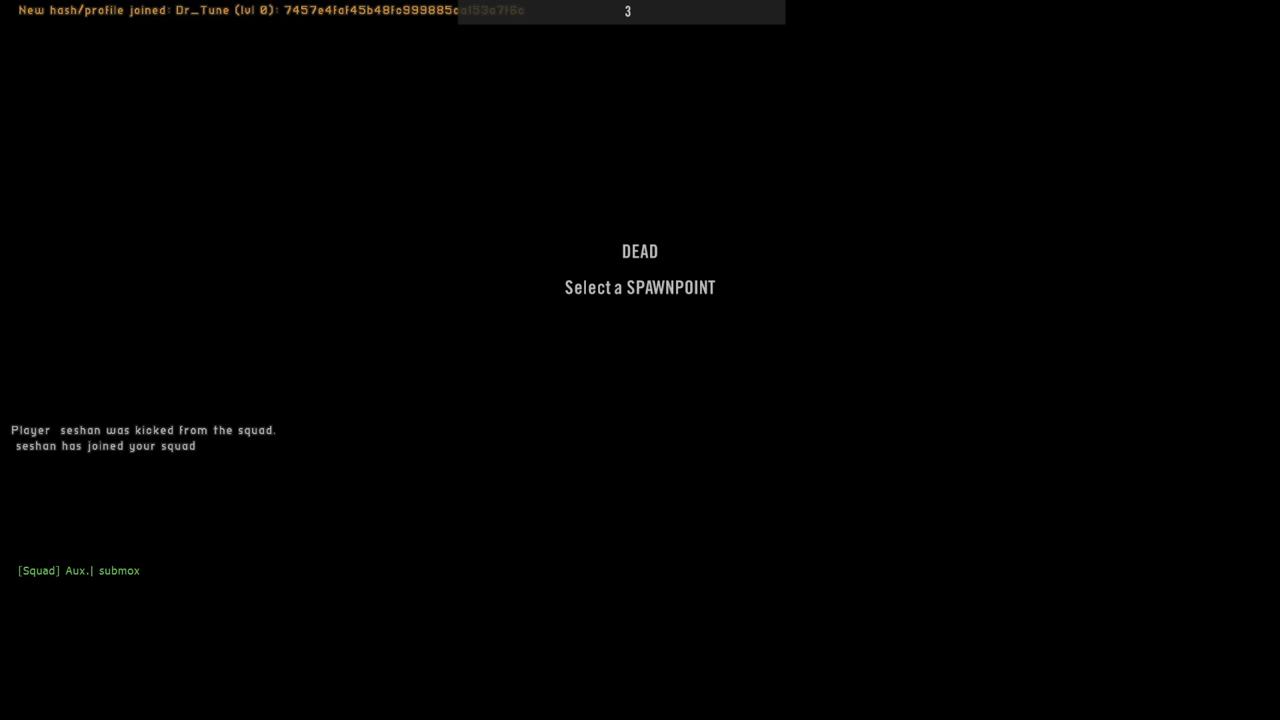 New hash/profile joined: Dr_Tune (lvl 0):
3
DEAD
Select a SPAWNPOINT
Player seshan was kicked from the squad.
seshan has joined your squad
[Squad] Aux.| submox